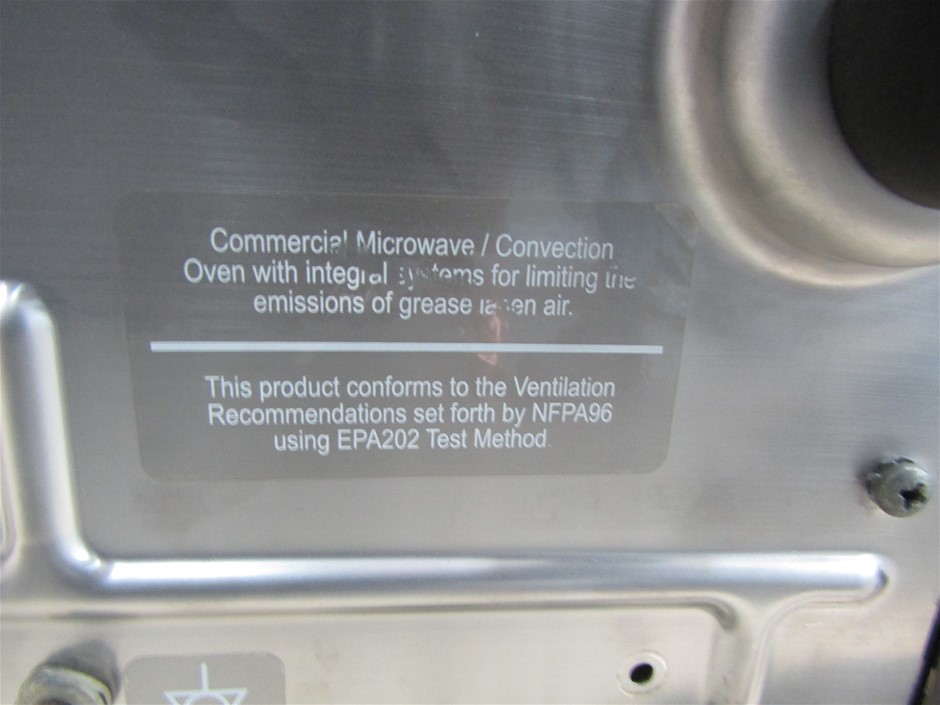 Commercial Microwave / Convection
Oven with integral systems for limiting the
emissions of grease laden air.
This product conforms to the Ventilation
Recommendations set forth by NFPA96
using EPA202 Test Method.